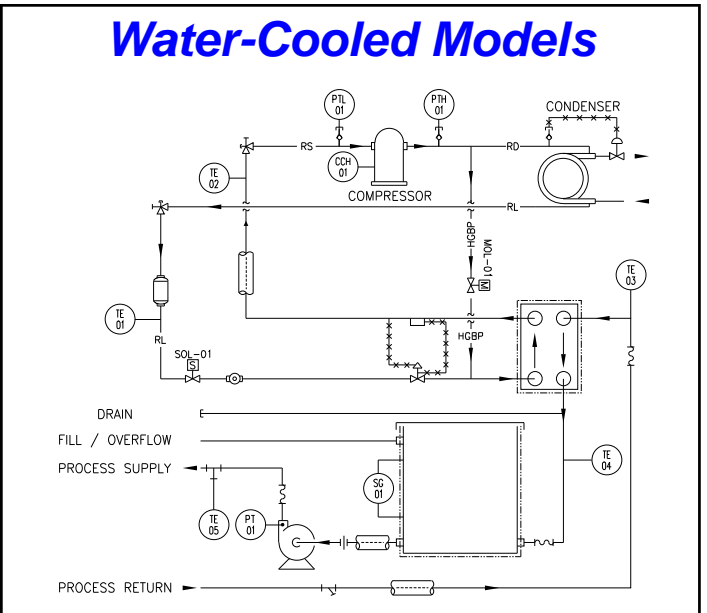 Water-Cooled Models
PTL
01
PTH
01
CONDENSER
RS
RD
CCH
01
TE
02
COMPRESSOR
RL
HGBP
MOL-01
M
TE
03
TE
01
RL
HGBP
SOL-01
S
DRAIN
FILL / OVERFLOW
PROCESS SUPPLY
TE
04
SG
01
TE
05
PT
01
PROCESS RETURN